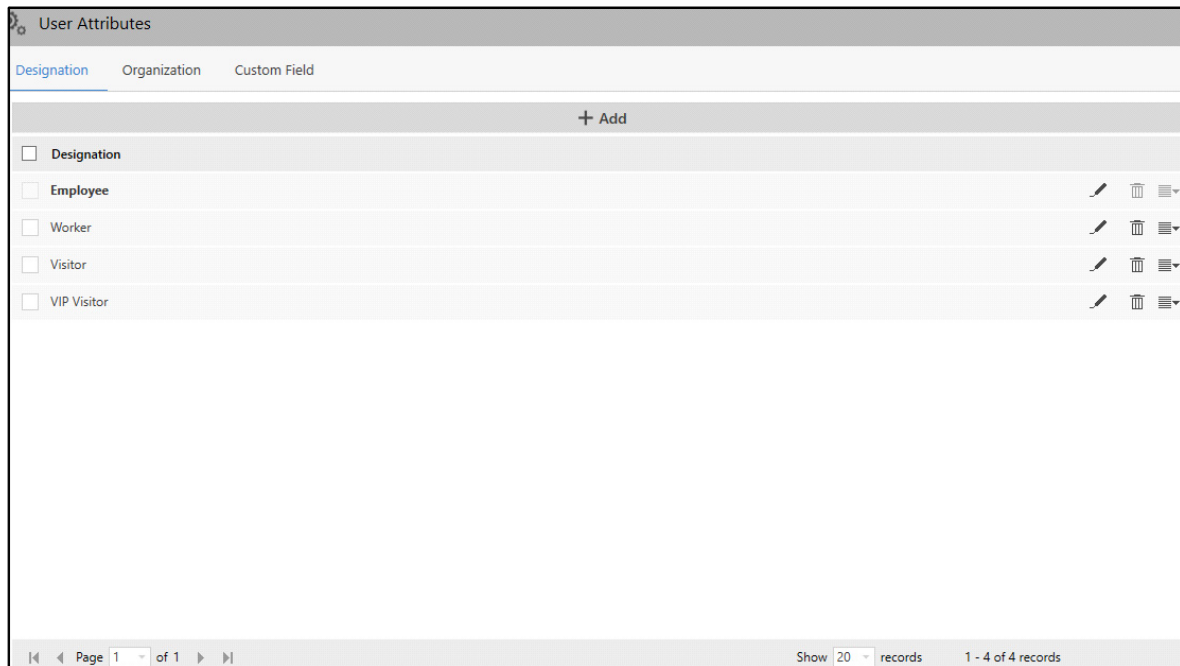 User Attributes
Designation Organization Custom Field
+ Add
Designation
Employee
Worker
Visitor
VIP Visitor
Page 1 of 1 Show 20 records 1 - 4 of 4 records